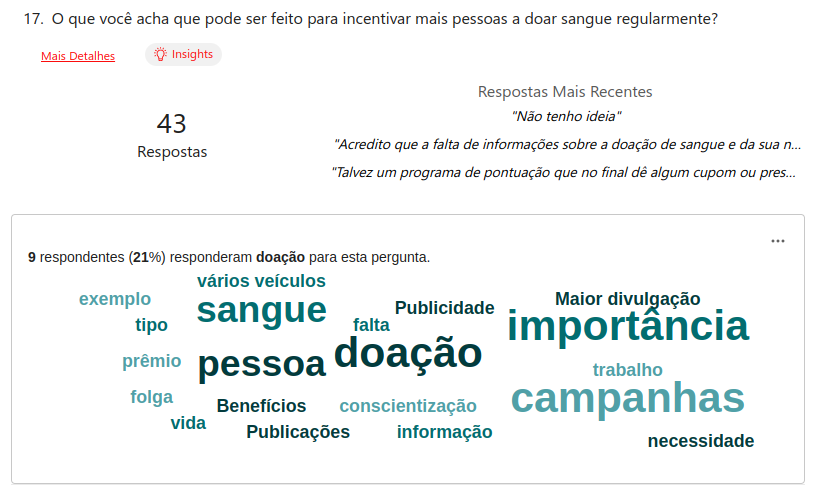 17. O que você acha que pode ser feito para incentivar mais pessoas a doar sangue regularmente?
Mais Detalhes
Insights
43
Respostas
Respostas Mais Recentes
"Não tenho ideia"
"Acredito que a falta de informações sobre a doação de sangue e da sua n...
"Talvez um programa de pontuação que no final dê algum cupom ou pres...
...
9 respondentes (21%) responderam doação para esta pergunta.
vários veículos
exemplo
sangue
Publicidade
Maior divulgação
tipo
falta
importância
prêmio
pessoa
doação
trabalho
folga
Benefícios
conscientização
campanhas
vida
Publicações
informação
necessidade